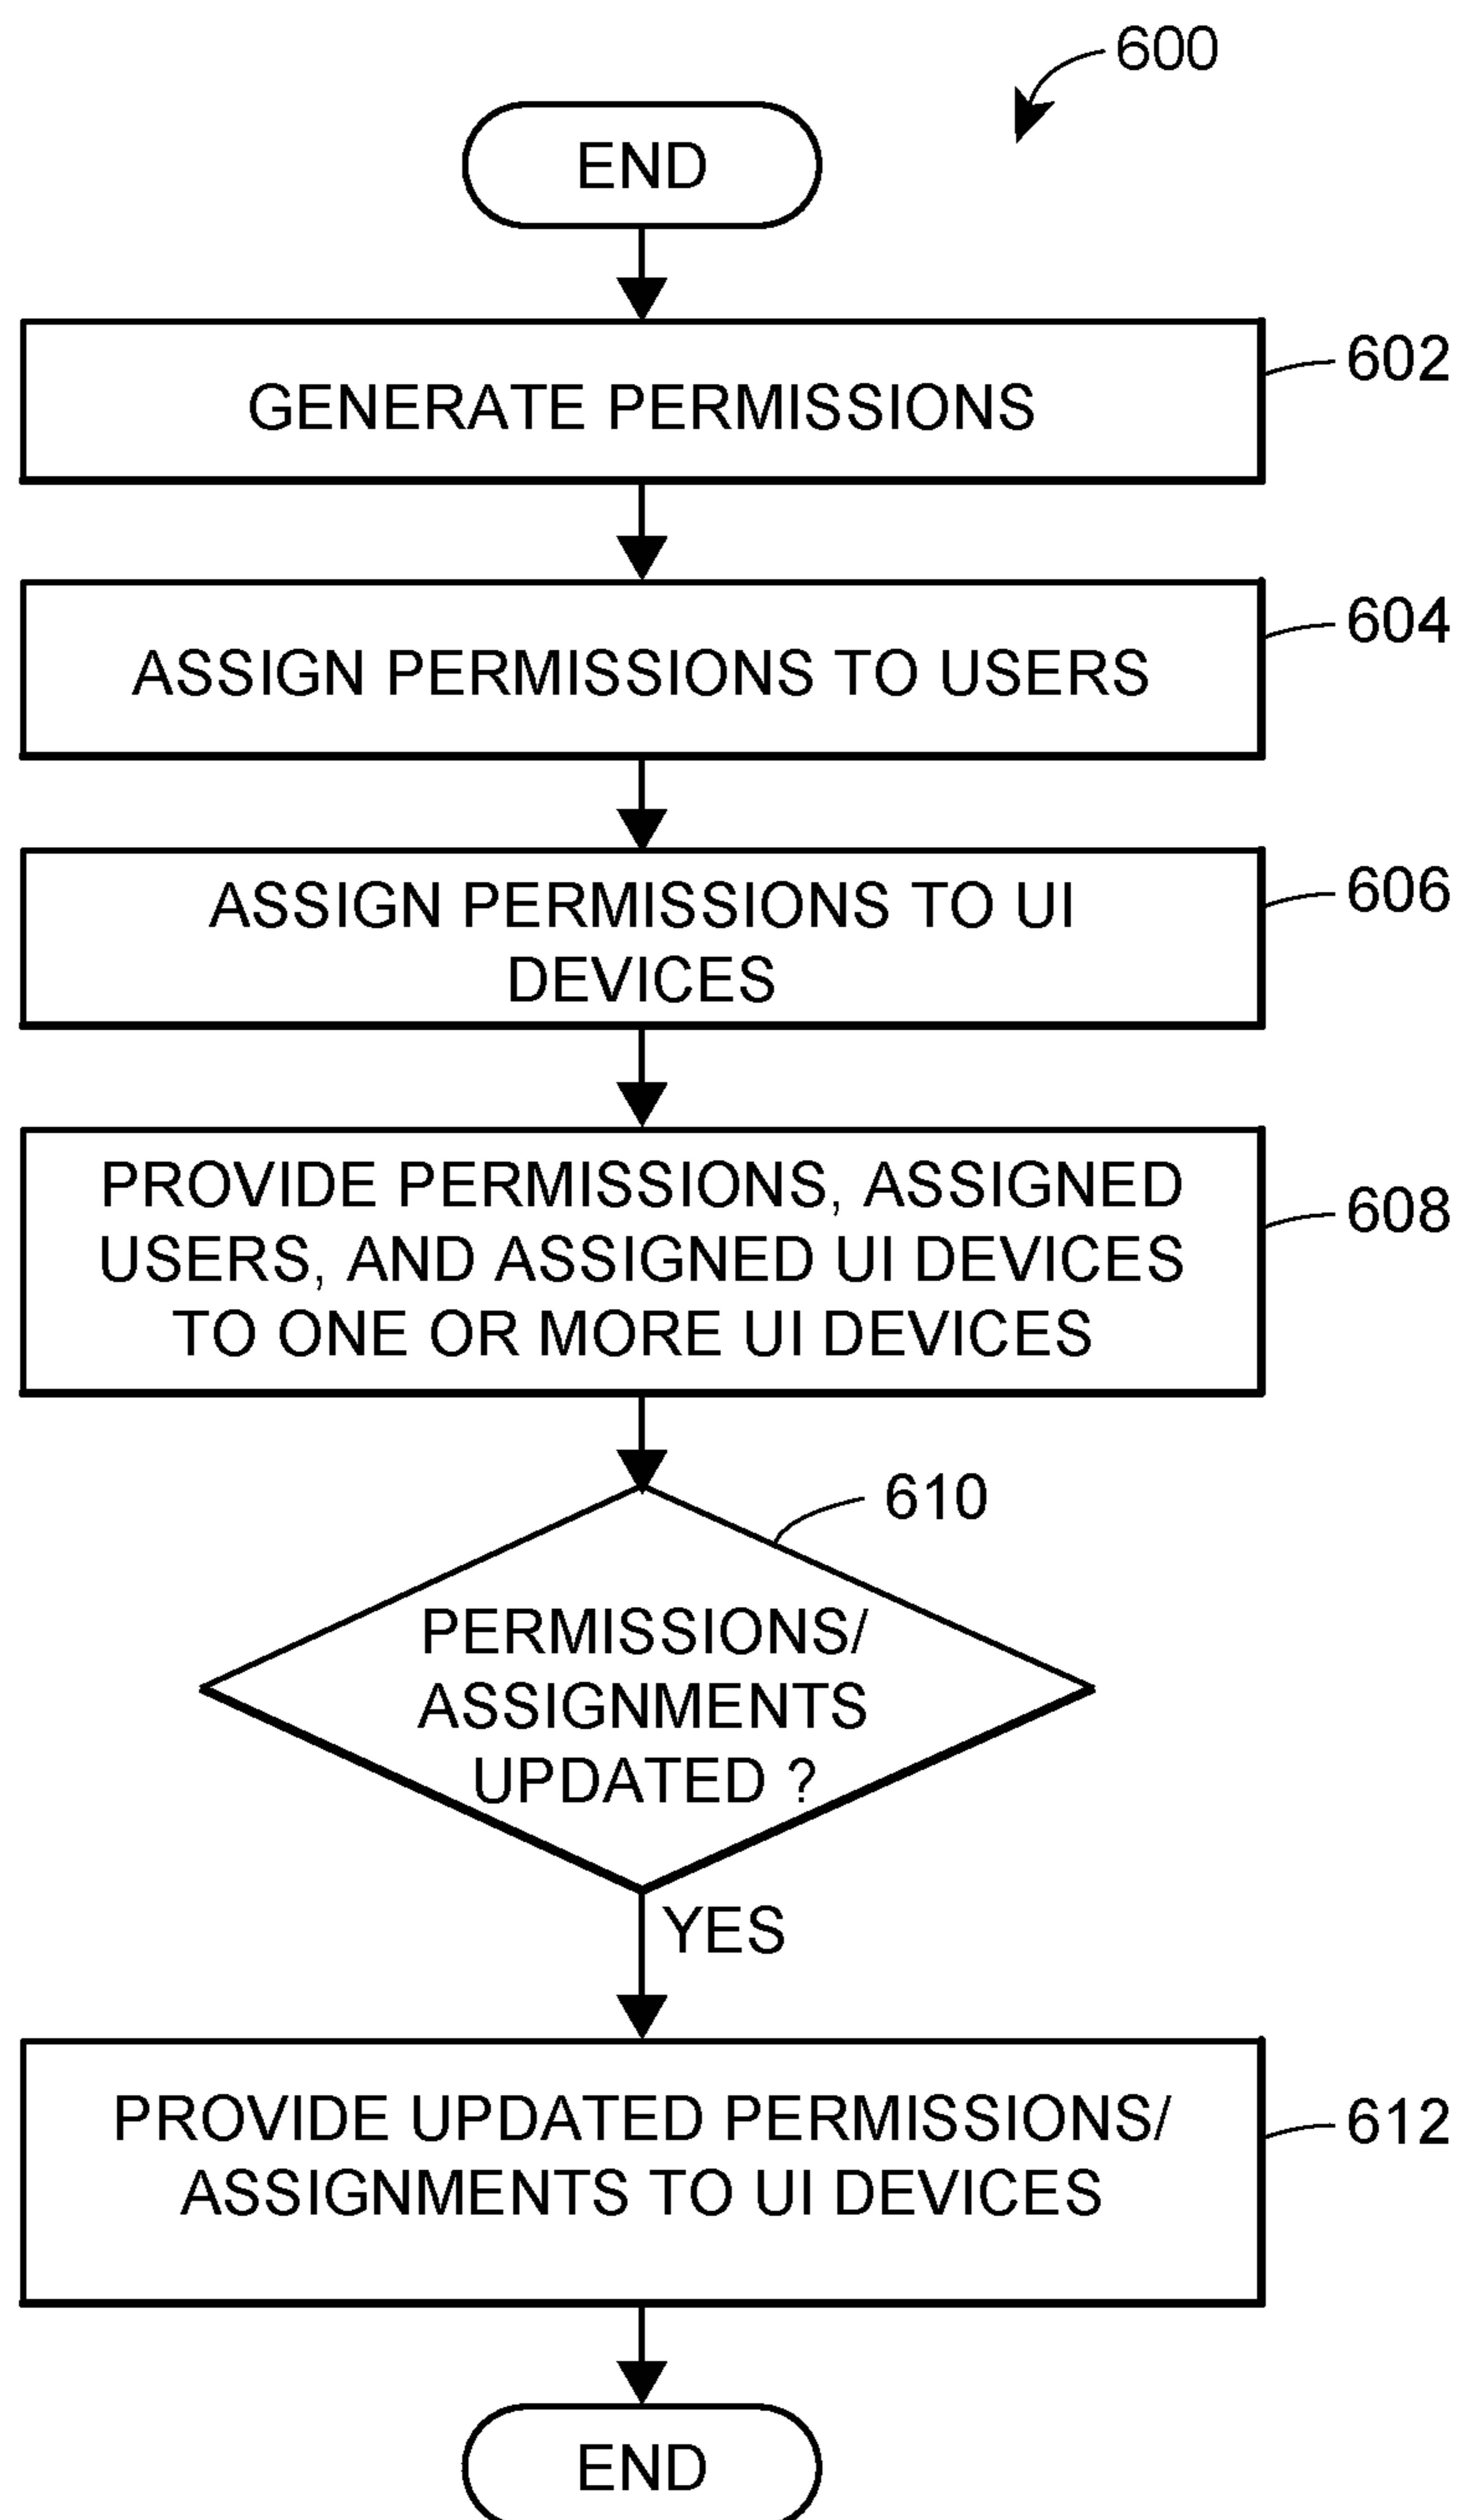 600
END
GENERATE PERMISSIONS
602
ASSIGN PERMISSIONS TO USERS
604
ASSIGN PERMISSIONS TO UI
DEVICES
606
PROVIDE PERMISSIONS, ASSIGNED
USERS, AND ASSIGNED UI DEVICES
TO ONE OR MORE UI DEVICES
608
610
PERMISSIONS/
ASSIGNMENTS
UPDATED ?
YES
PROVIDE UPDATED PERMISSIONS/
ASSIGNMENTS TO UI DEVICES
612
END